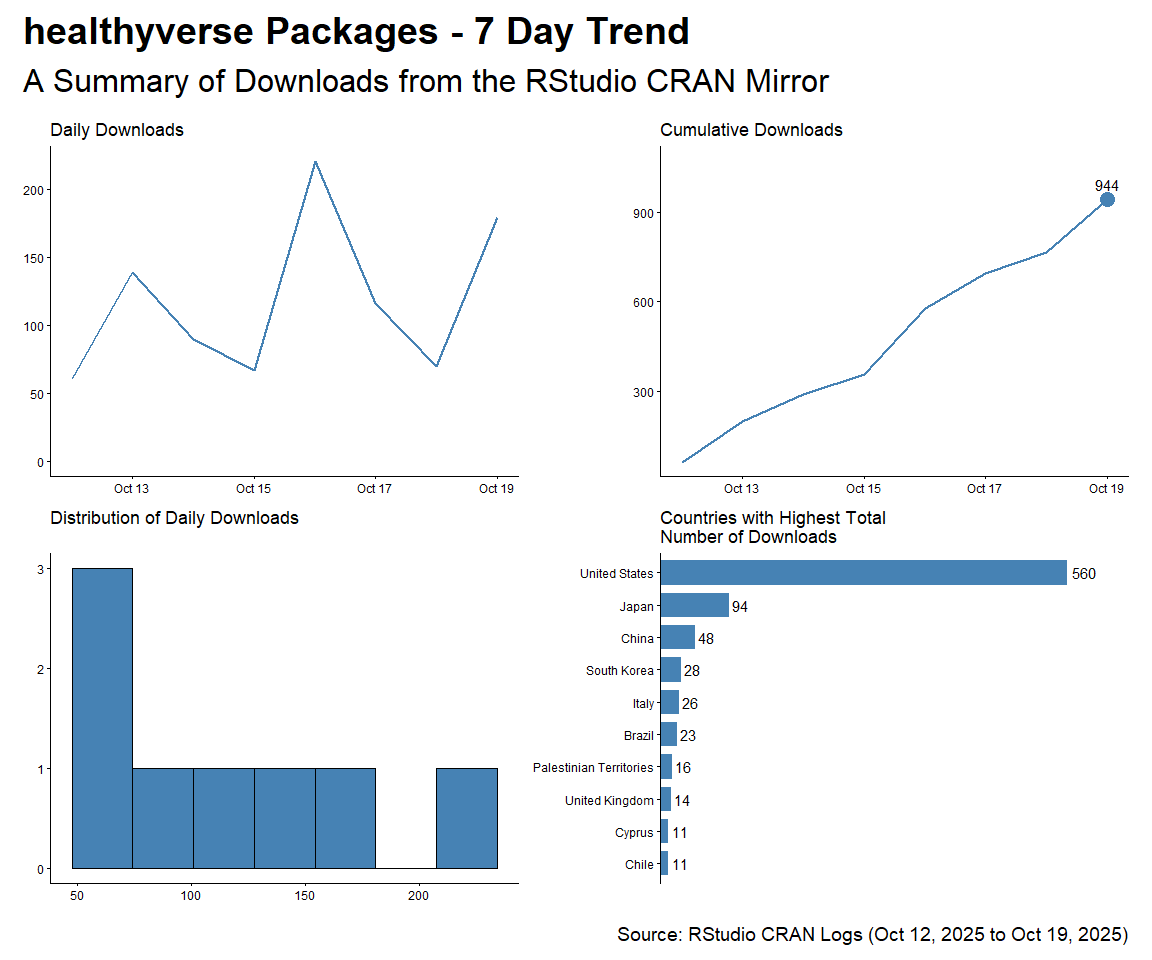 healthyverse Packages - 7 Day Trend
A Summary of Downloads from the RStudio CRAN Mirror
Daily Downloads
200
150
100
50
0
Oct 13 Oct 15 Oct 17 Oct 19
Cumulative Downloads
944
900
600
300
Oct 13 Oct 15 Oct 17 Oct 19
Distribution of Daily Downloads
3
2
1
0
50 100 150 200
Countries with Highest Total
Number of Downloads
United States 560
Japan 94
China 48
South Korea 28
Italy 26
Brazil 23
Palestinian Territories 16
United Kingdom 14
Cyprus 11
Chile 11
Source: RStudio CRAN Logs (Oct 12, 2025 to Oct 19, 2025)